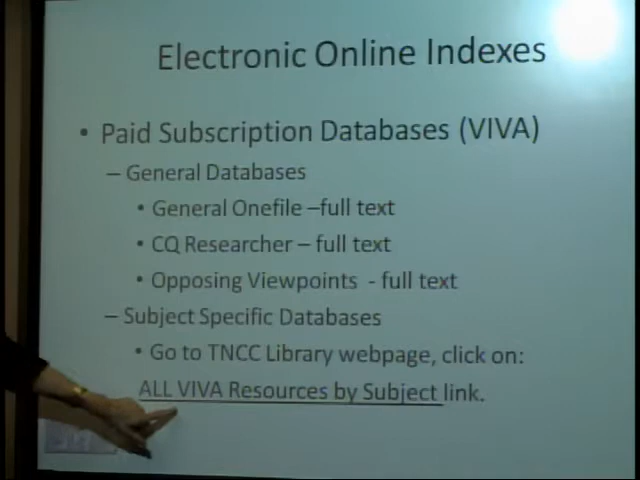 Electronic Online Indexes
• Paid Subscription Databases (VIVA)
– General Databases
• General Onefile –full text
• CQ Researcher – full text
• Opposing Viewpoints - full text
– Subject Specific Databases
• Go to TNCC Library webpage, click on:
ALL VIVA Resources by Subject link.